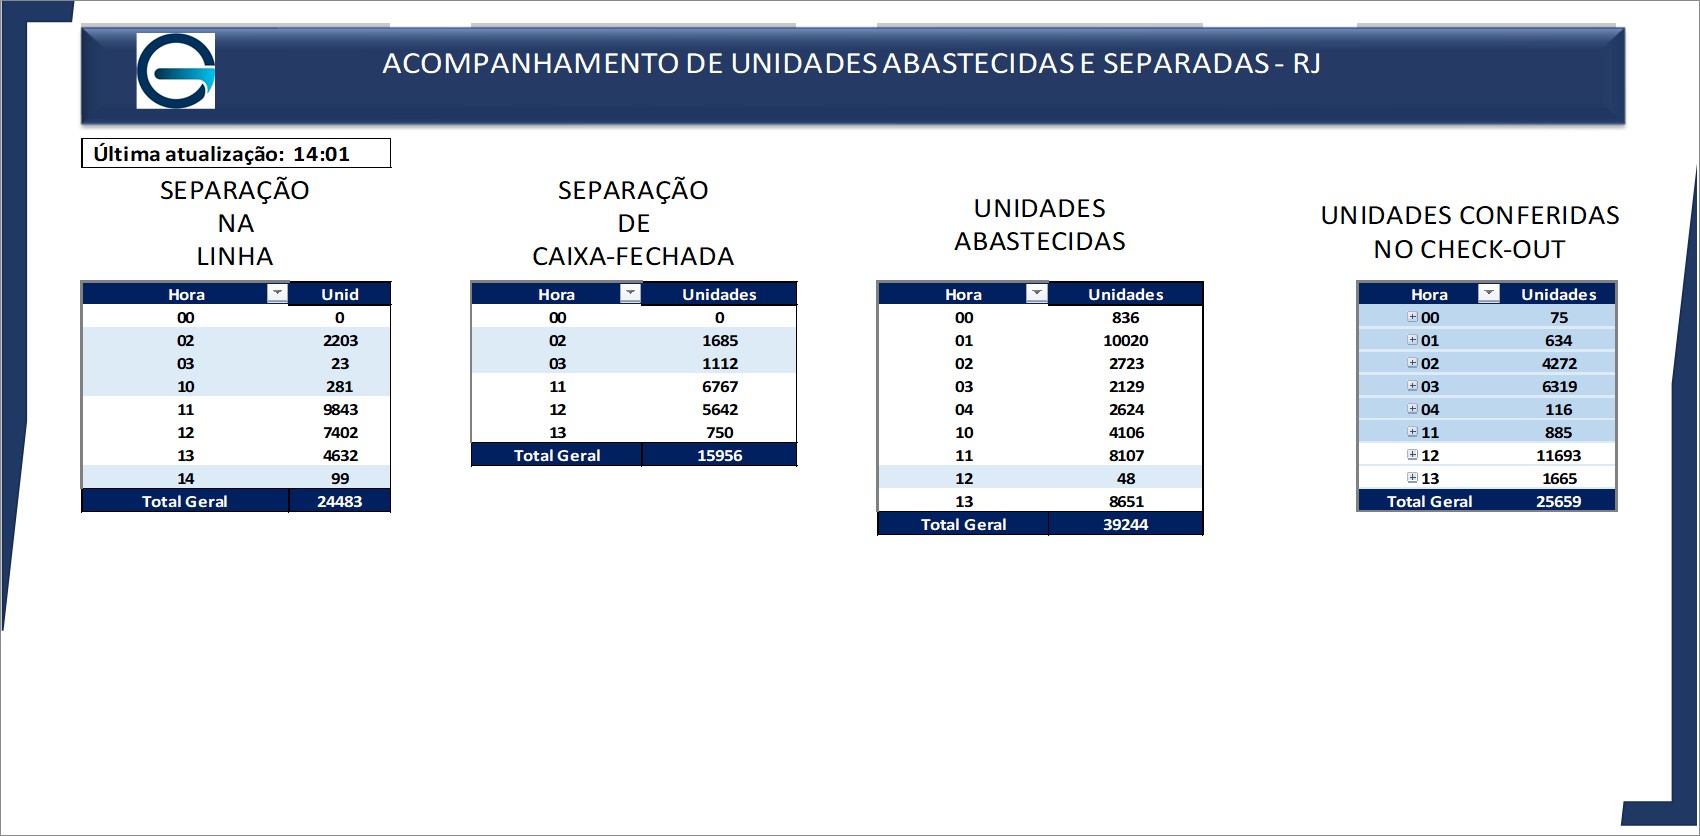 ACOMPANHAMENTO DE UNIDADES ABASTECIDAS E SEPARADAS - RJ
Última atualização: 14:01
SEPARAÇÃO
NA
LINHA
Hora Unid
00 0
02 2203
03 23
10 281
11 9843
12 7402
13 4632
14 99
Total Geral 24483
SEPARAÇÃO
DE
CAIXA-FECHADA
Hora Unidades
00 0
02 1685
03 1112
11 6767
12 5642
13 750
Total Geral 15956
UNIDADES
ABASTECIDAS
Hora Unidades
00 836
01 10020
02 2723
03 2129
04 2624
10 4106
11 8107
12 48
13 8651
Total Geral 39244
UNIDADES CONFERIDAS
NO CHECK-OUT
Hora Unidades
00 75
01 634
02 4272
03 6319
04 116
11 885
12 11693
13 1665
Total Geral 25659